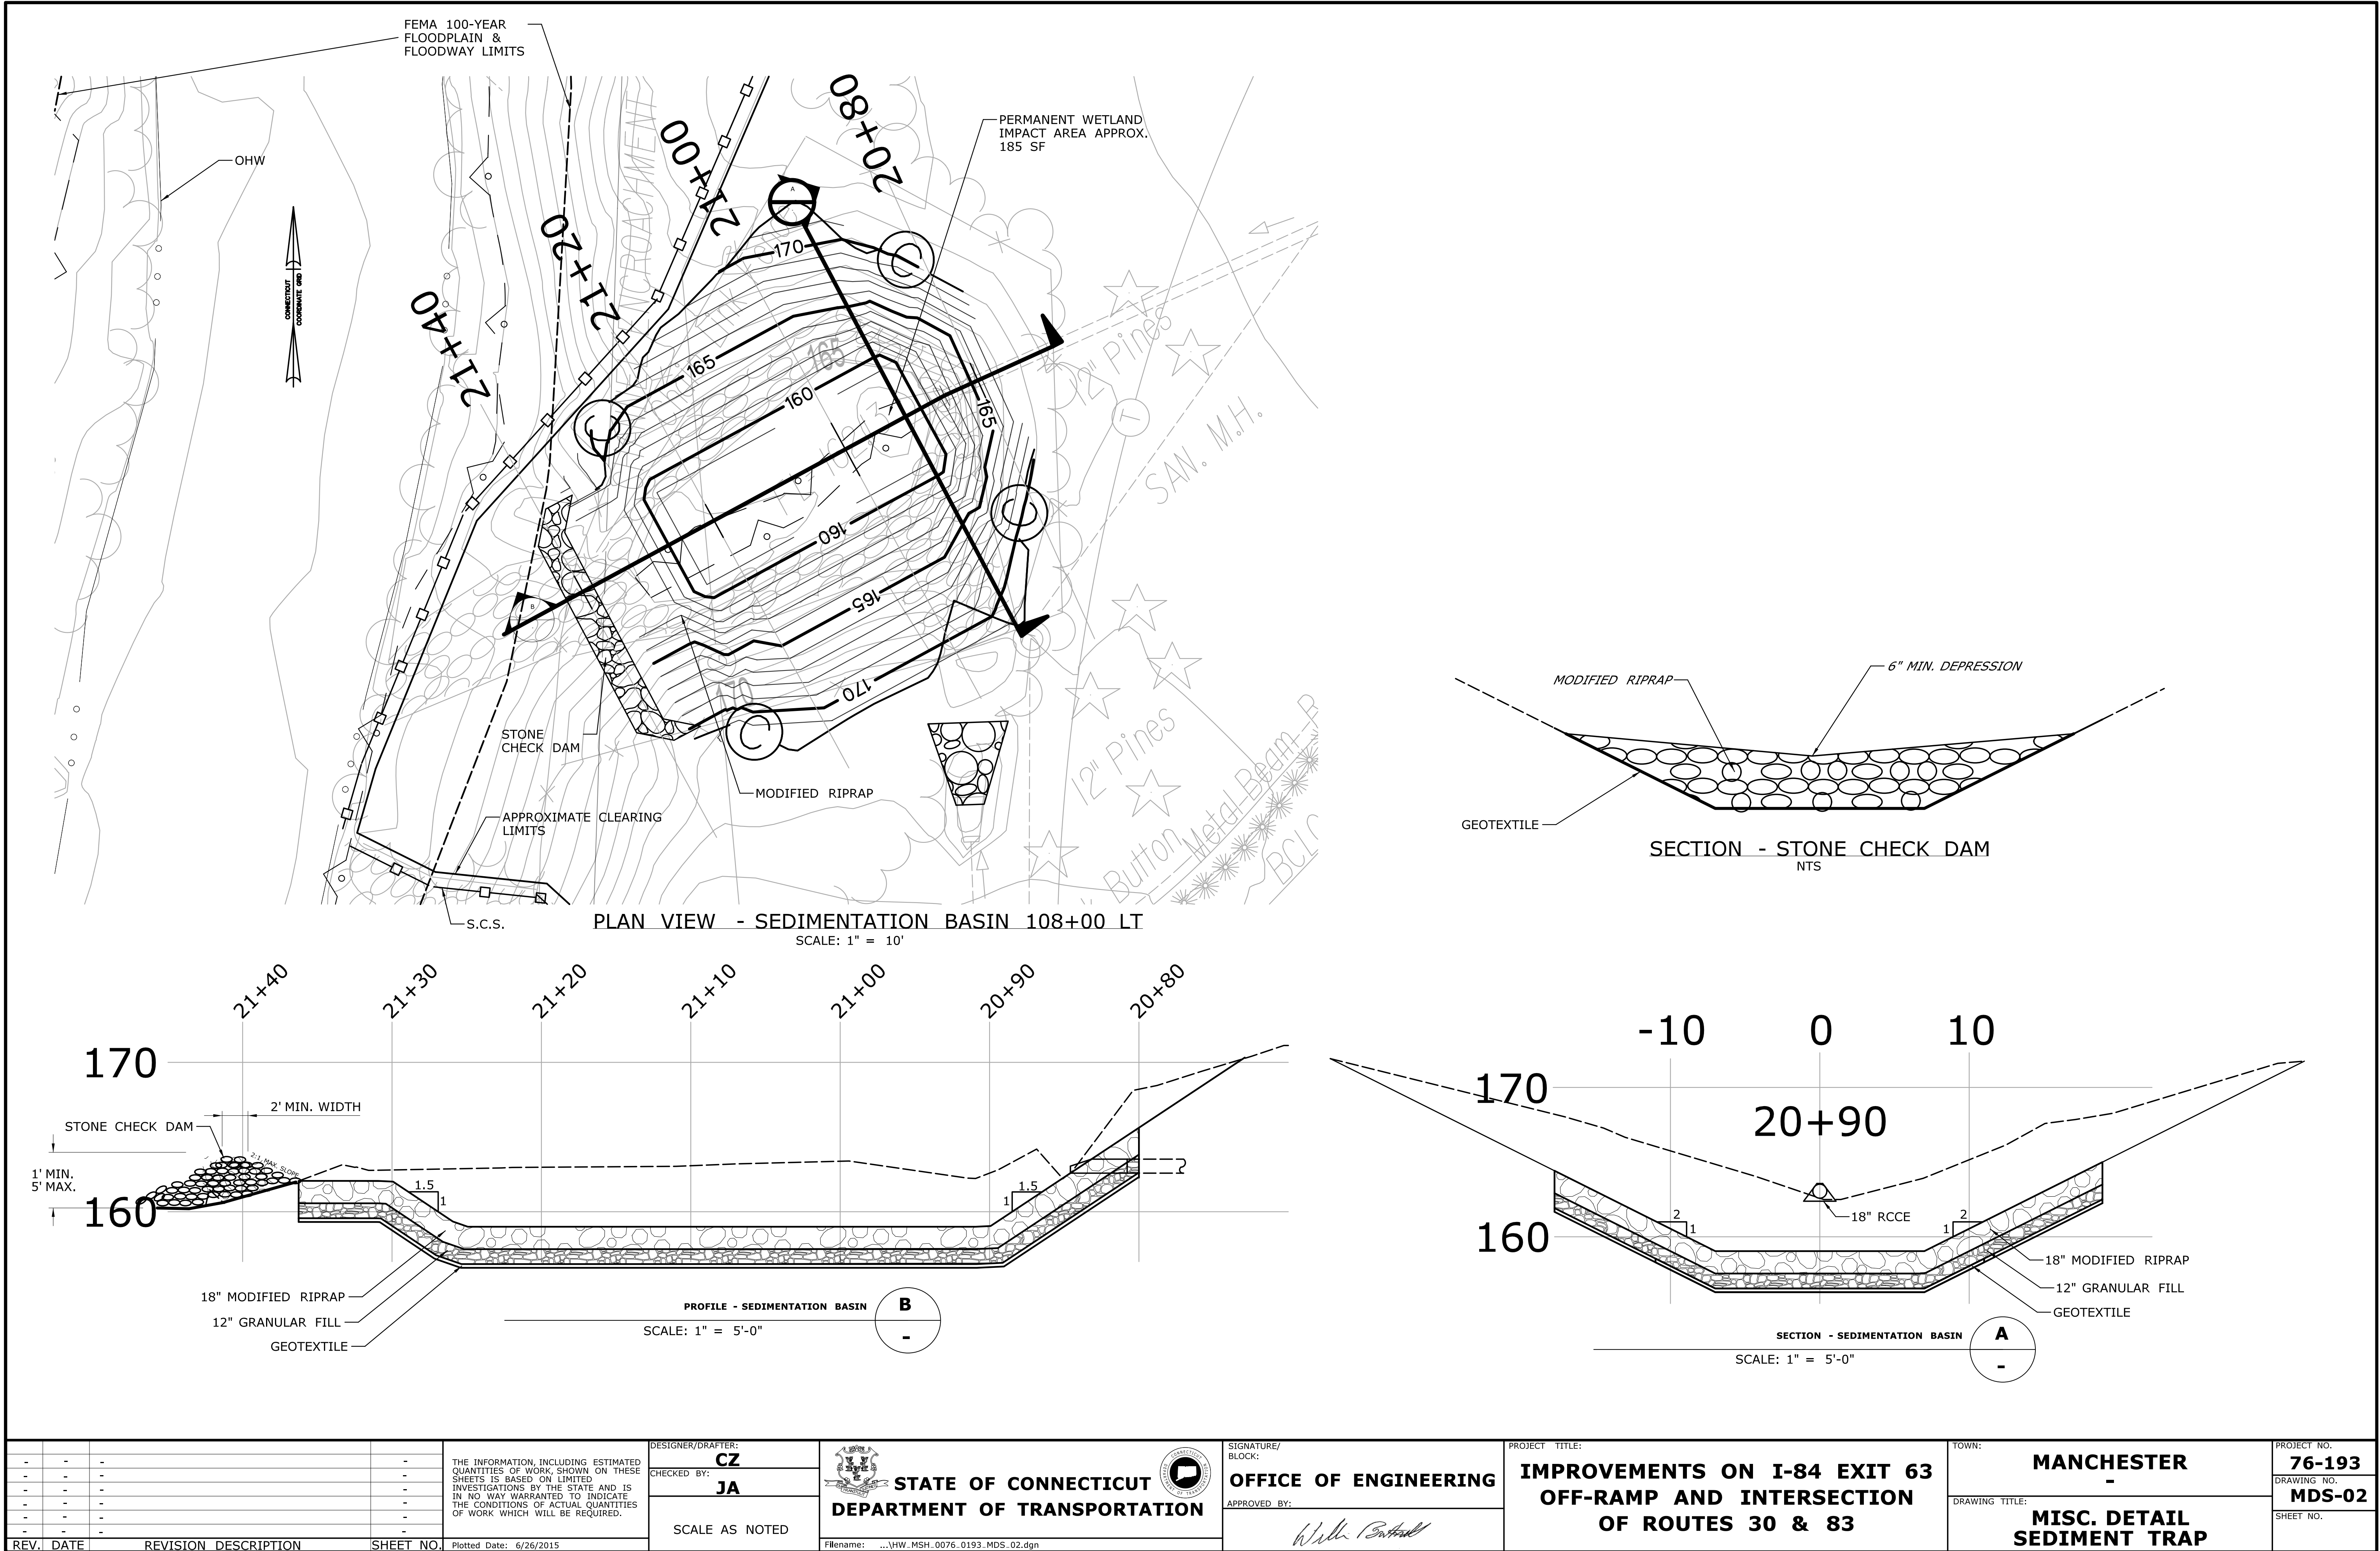 FEMA 100-YEAR
FLOODPLAIN &
FLOODWAY LIMITS
OHW
CONNECTICUT
COORDINATE GRID
PERMANENT WETLAND
IMPACT AREA APPROX.
185 SF
20+80
21+00
21+20
21+40
A
170
165
165
160
165
160
165
170
170
B
12" Pines
SAN. M.H.
12" Pines
Button
Metal Beam
STONE
CHECK DAM
MODIFIED RIPRAP
APPROXIMATE CLEARING
LIMITS
S.C.S.
PLAN VIEW - SEDIMENTATION BASIN 108+00 LT
SCALE: 1" = 10'
MODIFIED RIPRAP
6" MIN. DEPRESSION
GEOTEXTILE
SECTION - STONE CHECK DAM
NTS
21+40
21+30
21+20
21+10
21+00
20+90
20+80
170
2' MIN. WIDTH
STONE CHECK DAM
2:1 MAX. SLOPE
1' MIN.
5' MAX.
160
1.5
1
1.5
1
18" MODIFIED RIPRAP
12" GRANULAR FILL
GEOTEXTILE
PROFILE - SEDIMENTATION BASIN
B
-
SCALE: 1" = 5'-0"
-10
0
10
170
20+90
160
2
1
2
1
18" RCCE
18" MODIFIED RIPRAP
12" GRANULAR FILL
GEOTEXTILE
SECTION - SEDIMENTATION BASIN
A
-
SCALE: 1" = 5'-0"
- - - -
- - - -
- - - -
- - - -
- - - -
- - - -
REV. DATE REVISION DESCRIPTION SHEET NO.
THE INFORMATION, INCLUDING ESTIMATED
QUANTITIES OF WORK, SHOWN ON THESE
SHEETS IS BASED ON LIMITED
INVESTIGATIONS BY THE STATE AND IS
IN NO WAY WARRANTED TO INDICATE
THE CONDITIONS OF ACTUAL QUANTITIES
OF WORK WHICH WILL BE REQUIRED.
Plotted Date: 6/26/2015
DESIGNER/DRAFTER:
CZ
CHECKED BY:
JA
SCALE AS NOTED
STATE OF CONNECTICUT
DEPARTMENT OF TRANSPORTATION
Filename: ...\HW_MSH_0076_0193_MDS_02.dgn
SIGNATURE/
BLOCK:
OFFICE OF ENGINEERING
APPROVED BY:
PROJECT TITLE:
IMPROVEMENTS ON I-84 EXIT 63
OFF-RAMP AND INTERSECTION
OF ROUTES 30 & 83
TOWN:
MANCHESTER
-
DRAWING TITLE:
MISC. DETAIL
SEDIMENT TRAP
PROJECT NO.
76-193
DRAWING NO.
MDS-02
SHEET NO.